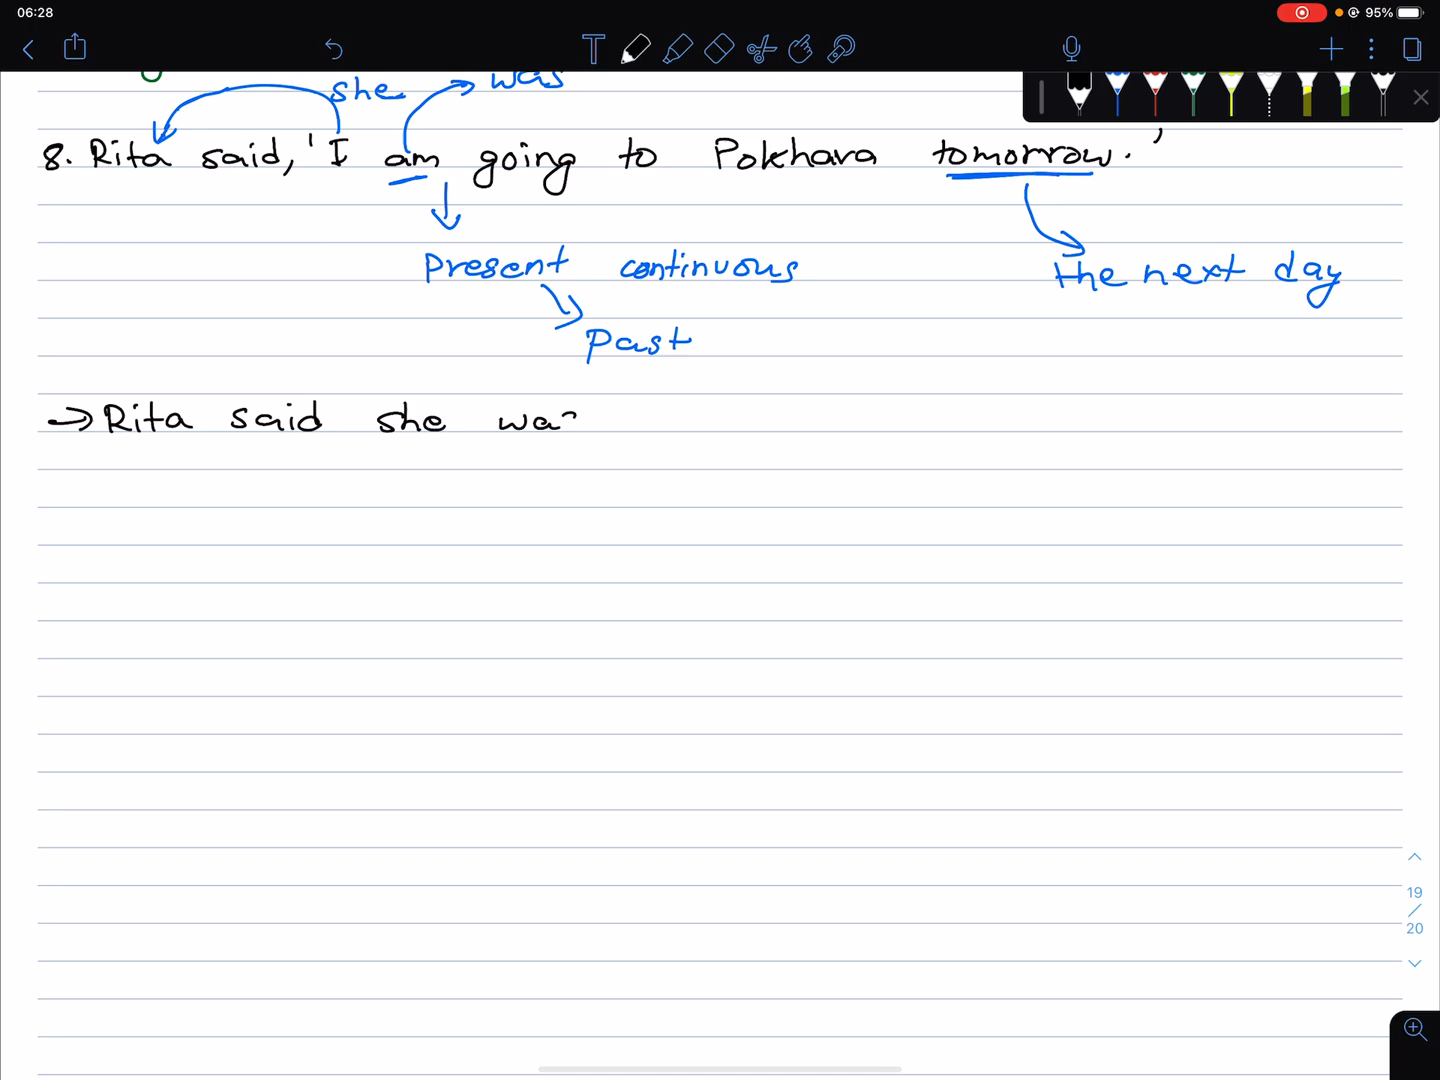 06:28
95%
she was
8. Rita said, 'I am going to Pokhara tomorrow.'
Present continuous
the next day
Past
→ Rita said she was
19
/
20